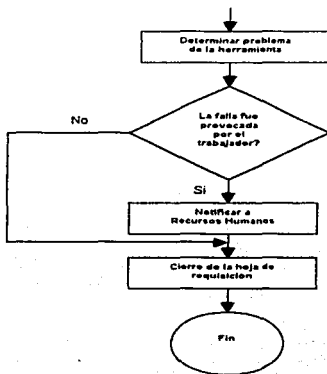 Determinar problema
de la herramienta
La falla fue
provocada
por el
trabajador?
No
Si
Notificar a
Recursos Humanos
Cierre de la hoja de
requisición
Fin